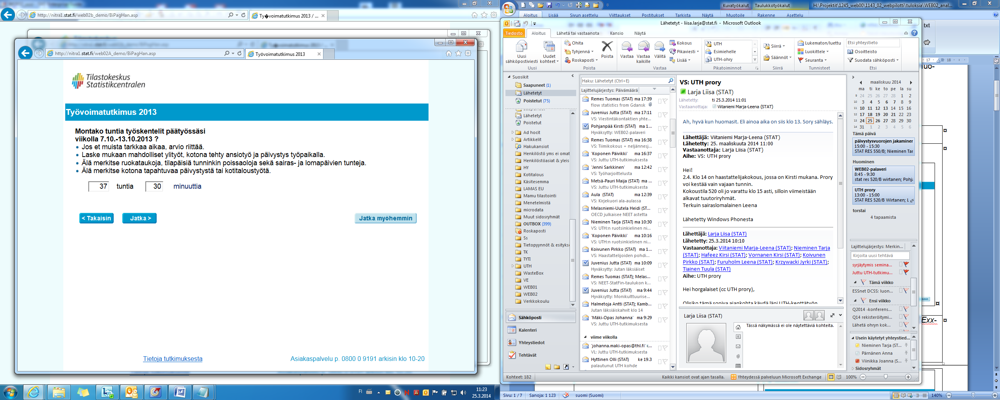 http://nitra1.stat.fi/web02b_demo/BiPagHan.asp
Ty�voimatutkimus 2013 / ...
http://nitra1.stat.fi/web02A_demo/BiPagHan.asp
Työvoimatutkimus 2013
Tilastokeskus
Statistikcentralen
Työvoimatutkimus 2013
Montako tuntia työskentelit päätyössäsi
viikolla 7.10.-13.10.2013 ?
Jos et muista tarkkaa aikaa, arvio riittää.
Laske mukaan mahdolliset ylityöt, kotona tehty ansiotyö ja päivystys työpaikalla.
Älä merkitse ruokataukoja, tilapäisiä tunninkin poissaoloja sekä sairas- ja lomapäivien tunteja.
Älä merkitse kotona tapahtuvaa päivystystä tai kotitaloustyötä.
37 tuntia 30 minuuttia
< Takaisin Jatka > Jatka myöhemmin
Tietoja tutkimuksesta Asiakaspalvelu p. 0800 0 9191 arkisin klo 10-20
FI
11:23
25.3.2014
Kuvatyökalut Taulukkotyökalut H:\Projektit\1245_web00\1143_02_webpilotti\tuloksia\WEB02_anal...
Aloitus Lisää Sivun asettelu Viittaukset Postitukset Tarkista Näytä Muotoile Rakenne Asettelu
Lähetetyt - liisa.larja@stat.fi - Microsoft Outlook
txt
Tiedosto Aloitus Lähetä tai vastaanota Kansio Näytä
Uusi sähköpostiviesti
Uudet kohteet
Uusi
Ohita
Tyhjennä
Roskaposti
Poista
Poista
Vastaa
Vastaa kaikille
Välitä
Kokous
Pikaviesti
Lisää
Vastaa
UTH
Esimiehelle
UTH-ohry
Pikatoiminnot
Siirrä
Säännöt
Siirrä
Lukematon/luettu
Luokittele
Seuranta
Tunnisteet
Etsi yhteystieto
Osoitteisto
Suodata sähköposti
Etsi
17 18
Suosikit
Saapuneet (1)
Lähetetyt
Poistetut (75)
Lähetetyt
Poistetut
Ad hocit
Artikkelit
Hakukansiot
Henkilöstö yms ei omat
Henkilöstöasiat & yleis
HY
Kotitalous
Käsitesemma
LAMAS EU
Mamu tilastointi
Menetelmistä
microdata
Muut sidosryhmät
OUTBOX (399)
Roskaposti
Ss
Tietopyynnöt & esitykse
TK
TYTI
UTH
WasteBox
VE
WEB01
WEB02
Verkkokoulu
Sähköposti
Kalenteri
Yhteystiedot
Tehtävät
Haku: Lähetetyt (Ctrl+E)
Lajittelujärjestys: Päivämäärä
Remes Tuomas (STAT) ma 17:39
flow statistics from Gdansk
Juvenius Jutta (STAT) ma 17:11
VS: Viestintäkontaktien yhte...
Pohjanpää Kirsti (STAT) ma 1...
Hyväksytty: WEB02-palaveri
Remes Tuomas (STAT) ma 16:38
VS: Tiimikokous + neljännesj...
'Koponen Päivikki' ma 16:37
VS: Juttu UTH-tutkimuksesta
'Jenni Sarkkinen' ma 12:42
VS: Työharjoittelusta
Metsä-Pauri Maija (STAT) ma ...
VS: Juttu UTH-tutkimuksesta
Aula (STAT) ma 12:39
VS: Kirjekuori ala-aulassa
Melasniemi-Uutela Heidi (ST...
OECD julkaisee NEET astetta
Nieminen Tarja (STAT) ma 10:30
VS: UTH:n ruotsinkielinen ni...
'Koponen Päivikki' ma 10:16
VS: UTH:n ruotsinkielinen ni...
Koivunen Pirkko (STAT) ma 1...
VS: Haastattelijoiden pohdi...
Juvenius Jutta (STAT) ma 10:09
Hyväksytty: Jutan läksiäiset
Remes Tuomas (STAT); Melas...
VS: NEET-StatFin-taulukon k...
Juvenius Jutta (STAT) ma 9:44
Hyväksytty: Monikulttuurise...
Halmetoja Antti (STAT); Kamb...
Jutan läksiäiskahvit klo 14
'Mäki-Opas Johanna' ma 9:29
VS: Juttu UTH-tutkimuksesta
viime viikolla
'johanna.maki-opas@thl.fi' k...
VL: Juttu UTH-tutkimuksesta
Hyttinen Olli (STAT) ke 19.3
palautunut UTH kohde
VS: UTH prory
Larja Liisa (STAT)
Lähetetty: ti 25.3.2014 11:01
Vastaanottaja: Viitaniemi Marja-Leena (STAT)
Ah, hyvä kun huomasit. Eli ainoa aika on siis klo 13. Sory sähläys.
Lähettäjä: Viitaniemi Marja-Leena (STAT)
Lähetetty: 25. maaliskuuta 2014 11:00
Vastaanottaja: Larja Liisa (STAT)
Aihe: VS: UTH prory
Hei!
2.4. Klo 14 on haastattelijakokous, jossa on Kirsti mukana. Prory
voi kestää vain vajaan tunnin.
Kokoustila 520 oli jo varattu klo 15 asti, silloin viimeistään
alkavat tuutoriryhmät.
Terkuin sairaslomalainen Leena
Lähetetty Windows Phonesta
Lähettäjä: Larja Liisa (STAT)
Lähetetty: 25.3.2014 10:10
Vastaanottaja: Viitaniemi Marja-Leena (STAT); Nieminen Tarja
(STAT); Hafeez Kirsi (STAT); Vornanen Kirsi (STAT); Koivunen
Pirkko (STAT); Furuholm Leena (STAT); Krzywacki Jyrki (STAT);
Tiainen Tuula (STAT)
Aihe: UTH prory
Hei horgalaiset (cc UTH prory),
Olisiko tämä sopiva ajankohta käydä läpi UTH-kenttätyön
Larja Liisa (STAT)
Tässä näkymässä ei ole näytettäviä kohteita.
maaliskuu 2014
ma ti ke to pe la su
9 24 25 26 27 28 1 2
10 3 4 5 6 7 8 9
11 10 11 12 13 14 15 16
12 17 18 19 20 21 22 23
13 24 25 26 27 28 29 30
14 31 1 2 3 4 5 6
Tämä päivä
päivystysvuorojen jakaminen
15:00 - 15:30
STAT RES 550/B; Nieminen Tar
Huominen
WEB02-palaveri
8:45 - 9:30
stat res 520/B wirtanen; Pohja
UTH prory
13:00 - 15:00
STAT RES 520/B Wirtanen; L
torstai
4 tapaamista
Lajittelujärjestys: Merkin...
Kirjoita uusi tehtävä
syrjäytymis semina...
Juttu UTH-tutkimu...
Tämä viikko
ESSnet DCSS: luon...
Ensi viikko
Q2014 -konferens...
Q14 rekisteröitymi...
Lähetä ohryn kok...
Usein käytetyt yhteystied...
Nieminen Tarja (ST...
Pärnänen Anna
Viinikka Joanna (S...
Sidosryhmät
Exx-
Kohteet: 182 Kaikki kansiot ovat ajan tasalla. Yhteydessä palveluun Microsoft Exchange 100%
Sivu: 1 / 7 Sanoja: 1 123 suomi (Suomi) 140%